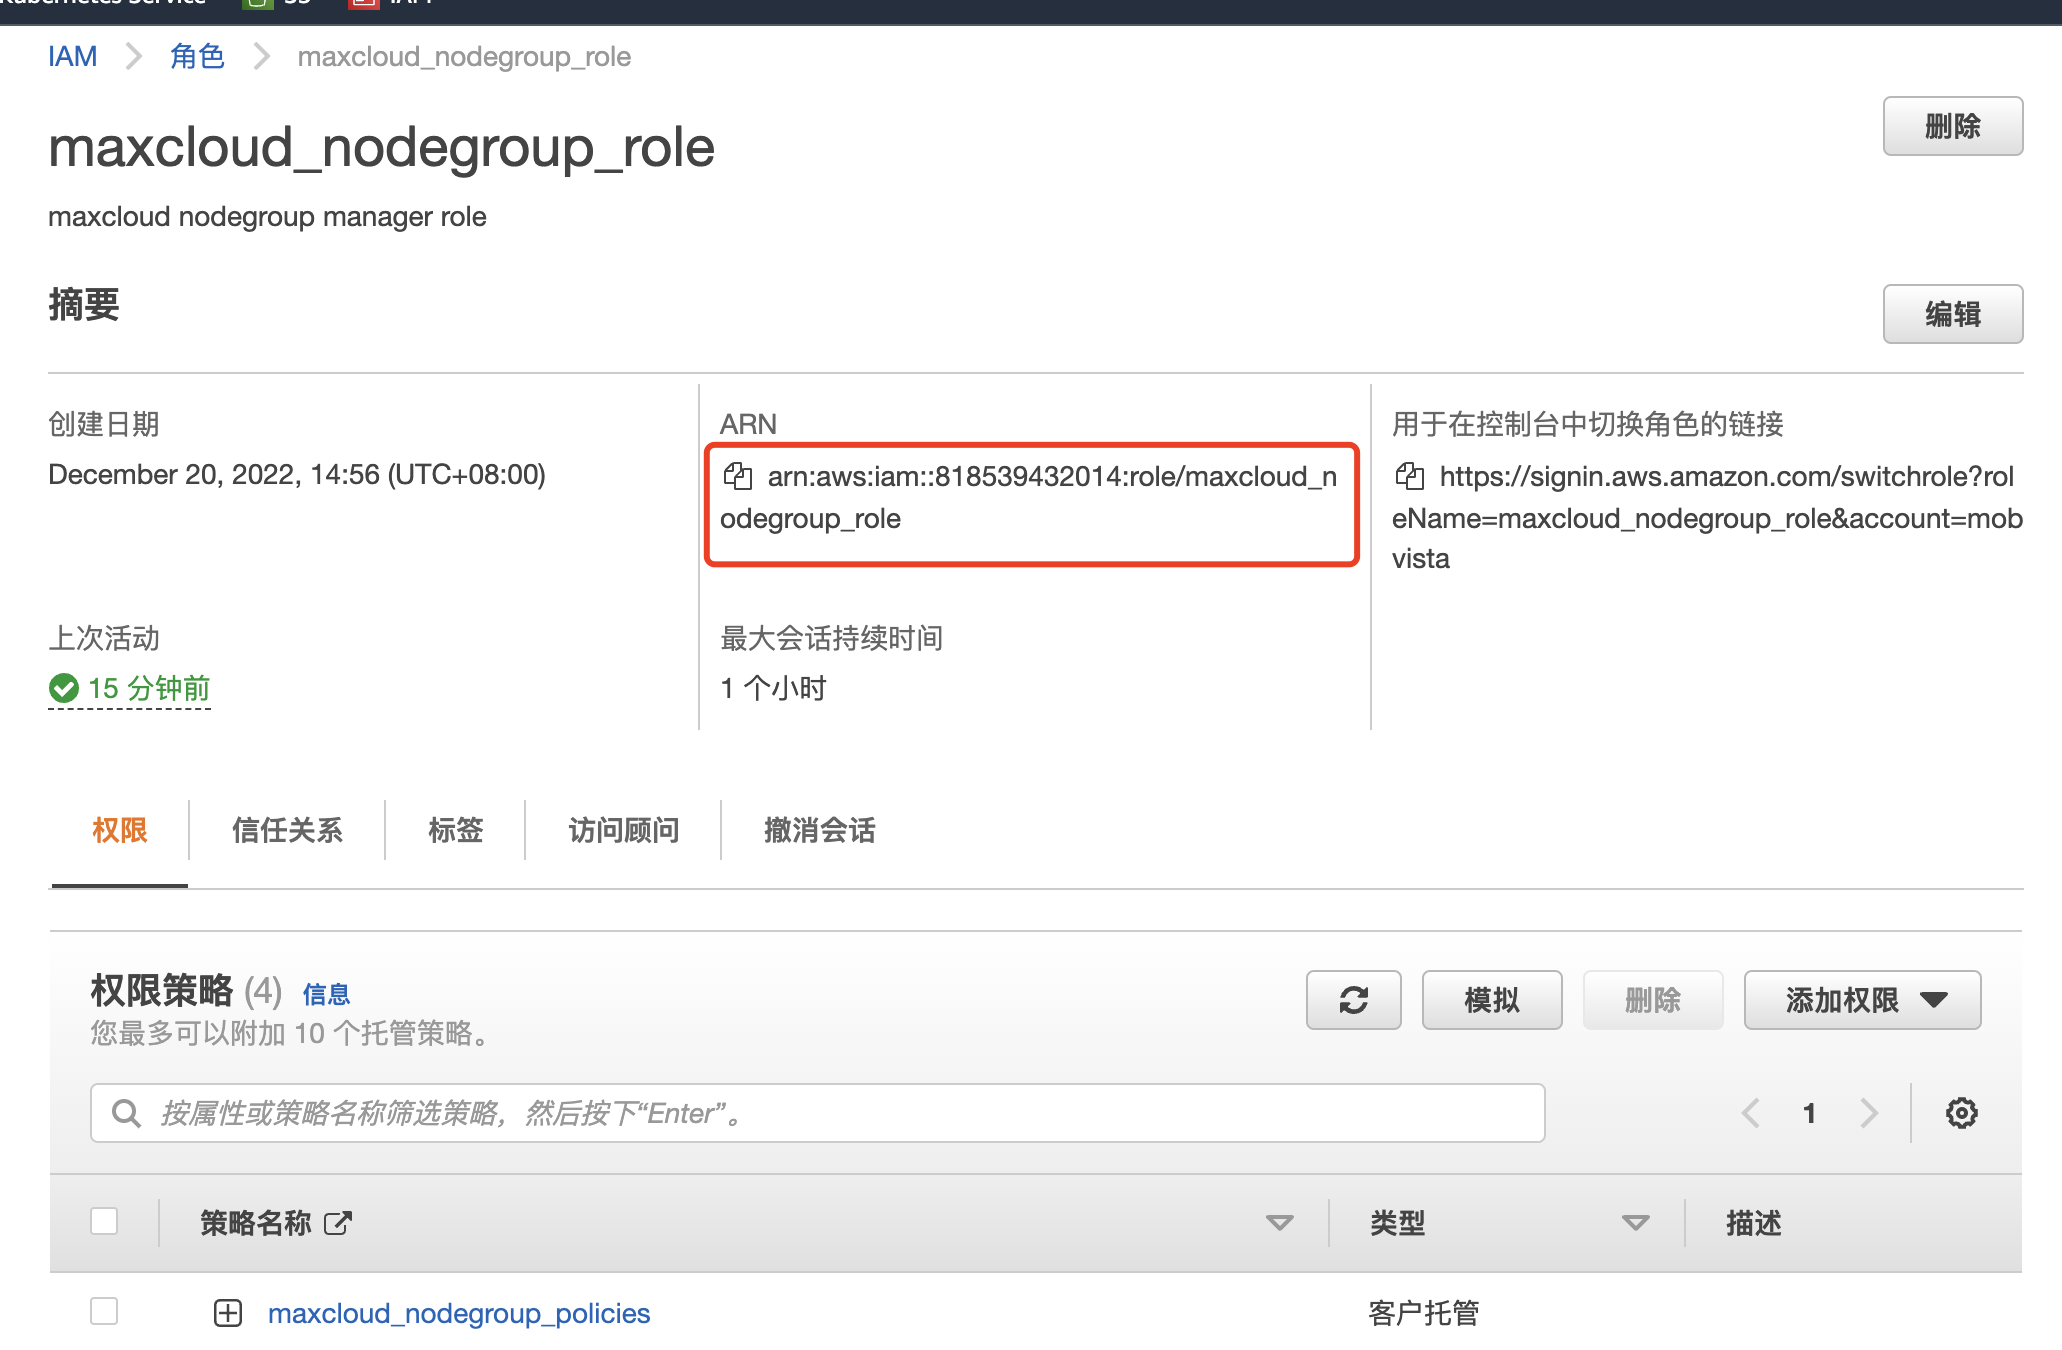 IAM
角色
maxcloud_nodegroup_role
maxcloud_nodegroup_role
删除
maxcloud nodegroup manager role
摘要
编辑
创建日期
December 20, 2022, 14:56 (UTC+08:00)
ARN
arn:aws:iam::818539432014:role/maxcloud_n
odegroup_role
用于在控制台中切换角色的链接
https://signin.aws.amazon.com/switchrole?rol
eName=maxcloud_nodegroup_role&account=mob
vista
上次活动
15 分钟前
最大会话持续时间
1 个小时
权限
信任关系
标签
访问顾问
撤消会话
权限策略 (4) 信息
您最多可以附加 10 个托管策略。
模拟
删除
添加权限
按属性或策略名称筛选策略，然后按下“Enter”。
1
策略名称
类型
描述
maxcloud_nodegroup_policies
客户托管